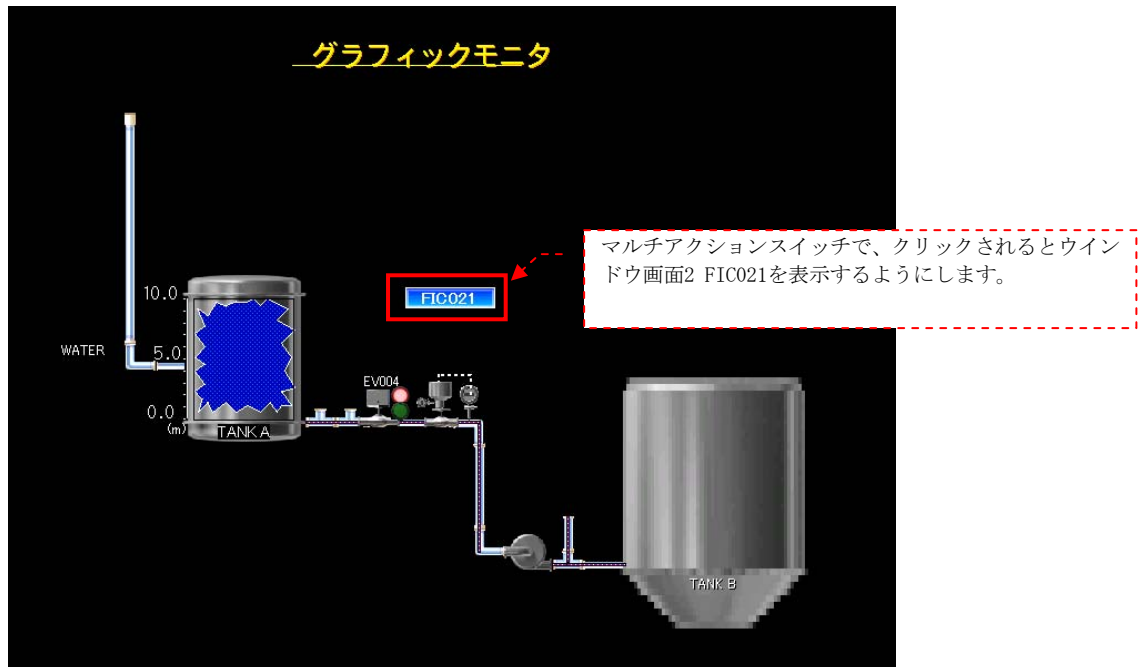 グラフィックモニタ
マルチアクションスイッチで、クリックされるとウイン
ドウ画面2 FIC021を表示するようにします。
10.0
FIC021
WATER
5.0
EV004
0.0
(m)
TANK A
TANK B